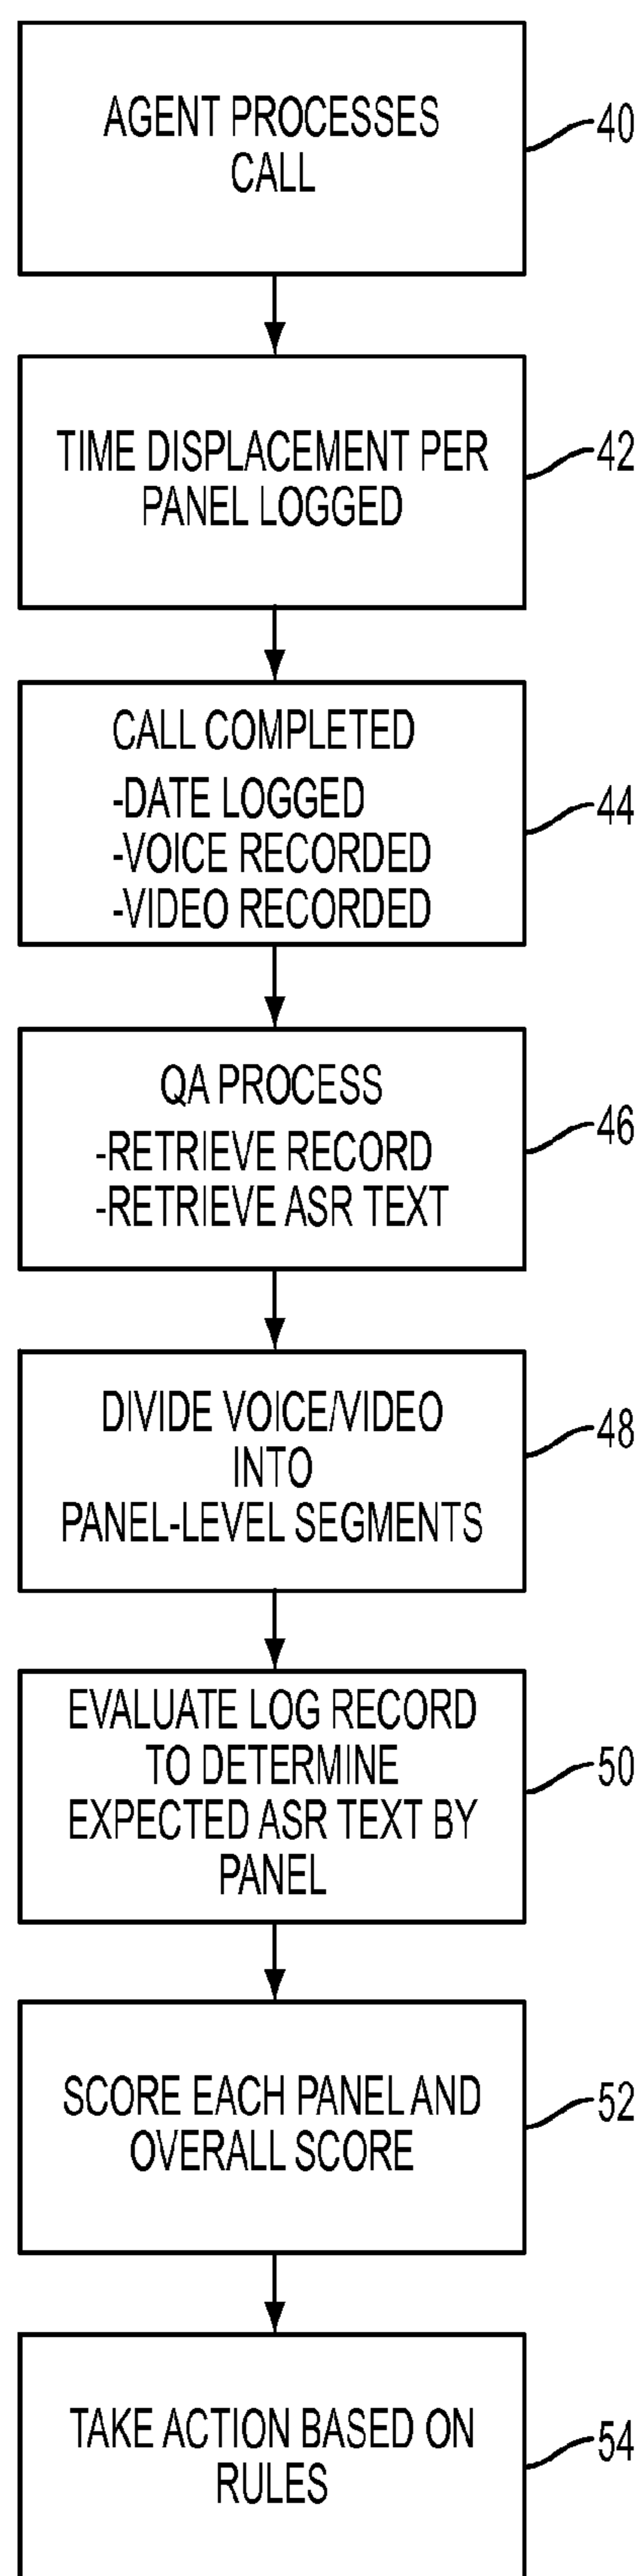 AGENT PROCESSES
CALL
40
TIME DISPLACEMENT PER
PANEL LOGGED
42
CALL COMPLETED
-DATE LOGGED
-VOICE RECORDED
-VIDEO RECORDED
44
QA PROCESS
-RETRIEVE RECORD
-RETRIEVE ASR TEXT
46
DIVIDE VOICE/VIDEO
INTO
PANEL-LEVEL SEGMENTS
48
EVALUATE LOG RECORD
TO DETERMINE
EXPECTED ASR TEXT BY
PANEL
50
SCORE EACH PANEL AND
OVERALL SCORE
52
TAKE ACTION BASED ON
RULES
54